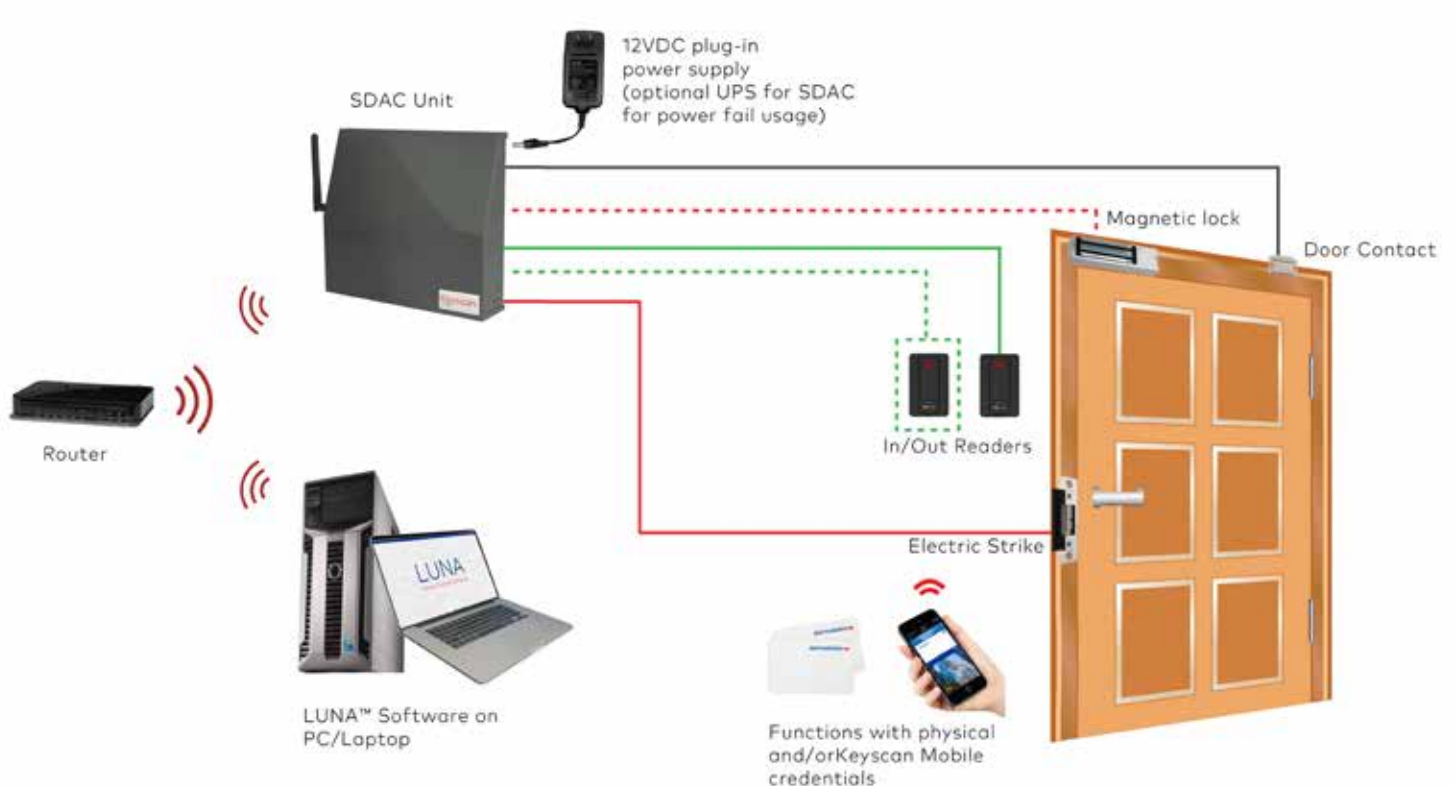 12VDC plug-in
power supply
(optional UPS for SDAC
for power fail usage)
SDAC Unit
Magnetic lock
Door Contact
Router
In/Out Readers
Electric Strike
LUNA
LUNA™ Software on
PC/Laptop
Functions with physical
and/orKeyscan Mobile
credentials